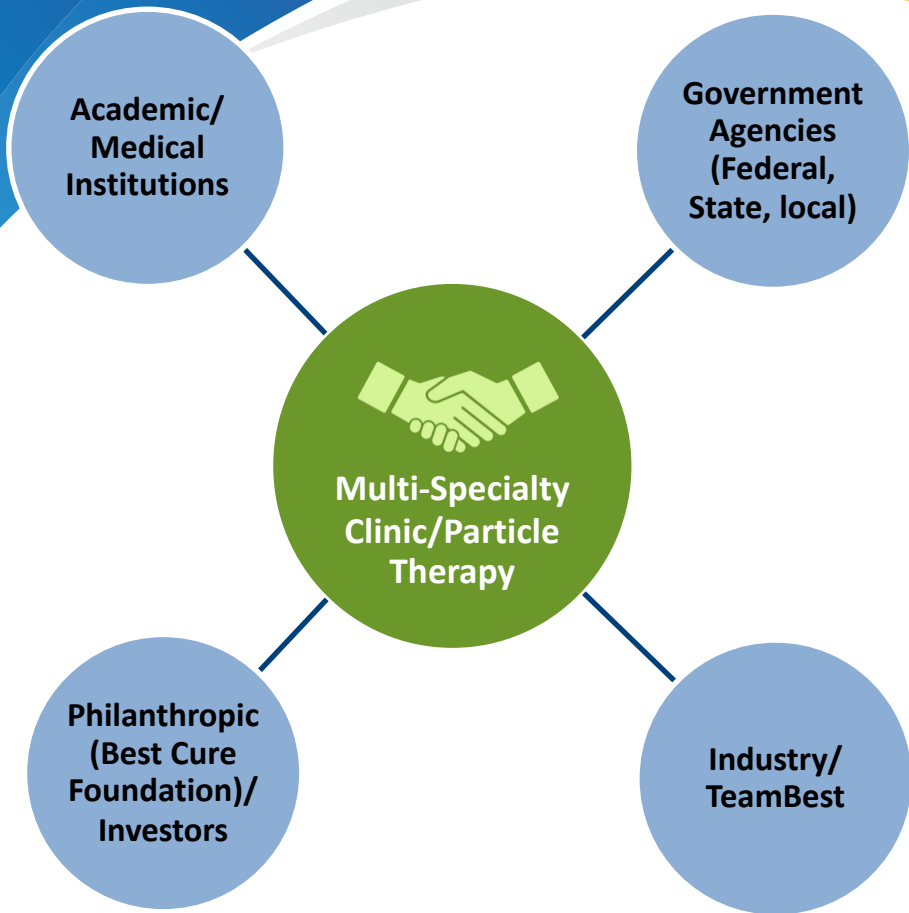 Academic/
Medical
Institutions
Government
Agencies
(Federal,
State, local)
Multi-Specialty
Clinic/Particle
Therapy
Philanthropic
(Best Cure
Foundation)/
Investors
Industry/
TeamBest